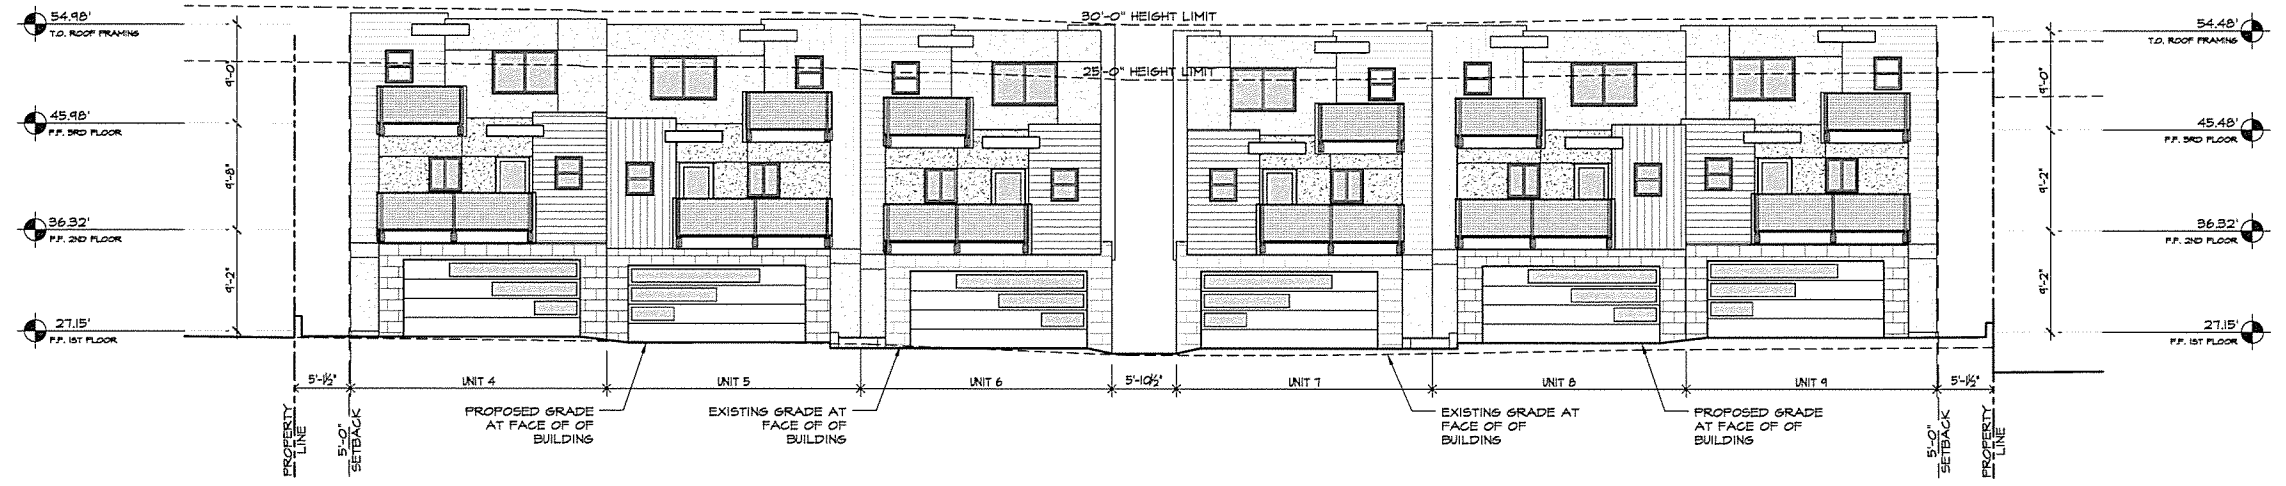 54.98'
T.O. ROOF FRAMING
9'-0"
45.98'
F.F. 3RD FLOOR
9'-8"
36.32'
F.F. 2ND FLOOR
9'-2"
27.15'
F.F. 1ST FLOOR
30'-0" HEIGHT LIMIT
25'-0" HEIGHT LIMIT
54.48'
T.O. ROOF FRAMING
9'-0"
45.48'
F.F. 3RD FLOOR
9'-2"
36.32'
F.F. 2ND FLOOR
9'-2"
27.15'
F.F. 1ST FLOOR
5'-1½"
UNIT 4
UNIT 5
UNIT 6
5'-10½"
UNIT 7
UNIT 8
UNIT 9
5'-1½"
PROPERTY
LINE
5'-0"
SETBACK
PROPOSED GRADE
AT FACE OF OF
BUILDING
EXISTING GRADE AT
FACE OF OF
BUILDING
EXISTING GRADE AT
FACE OF OF
BUILDING
PROPOSED GRADE
AT FACE OF OF
BUILDING
5'-0"
SETBACK
PROPERTY
LINE